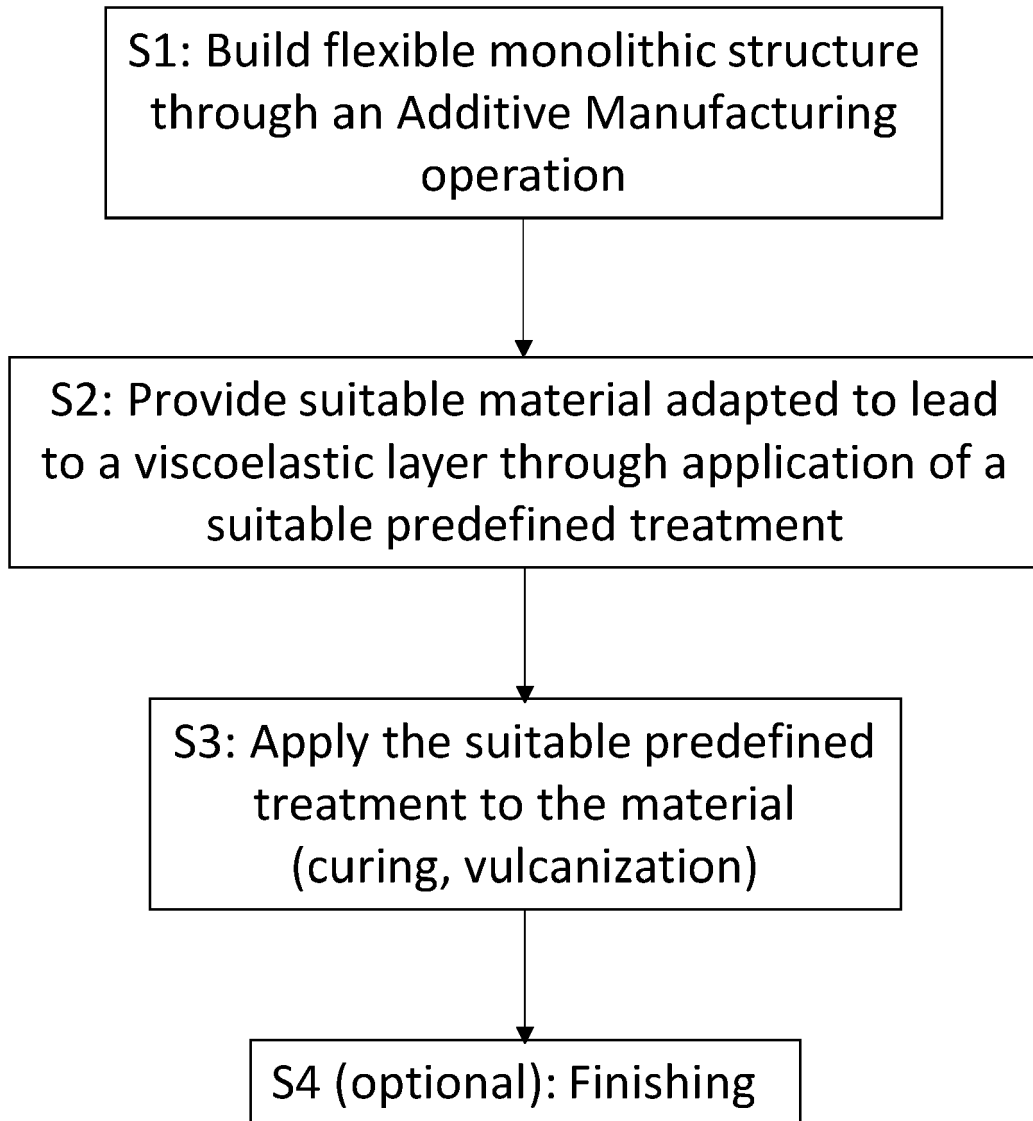 S1: Build flexible monolithic structure
through an Additive Manufacturing
operation
S2: Provide suitable material adapted to lead
to a viscoelastic layer through application of a
suitable predefined treatment
S3: Apply the suitable predefined
treatment to the material
(curing, vulcanization)
S4 (optional): Finishing